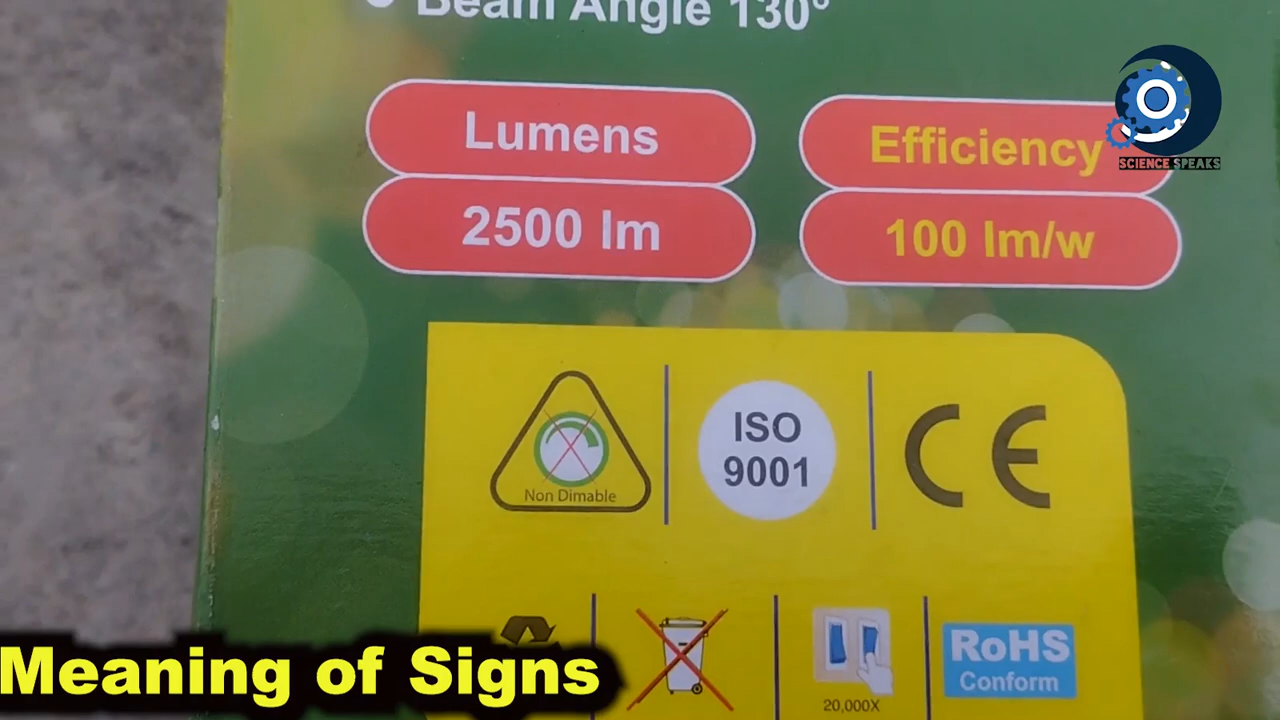 Beam Angle 130°
Lumens
2500 lm
Efficiency
100 lm/w
SCIENCE SPEAKS
Non Dimable
ISO
9001
CE
20,000X
RoHS
Conform
Meaning of Signs